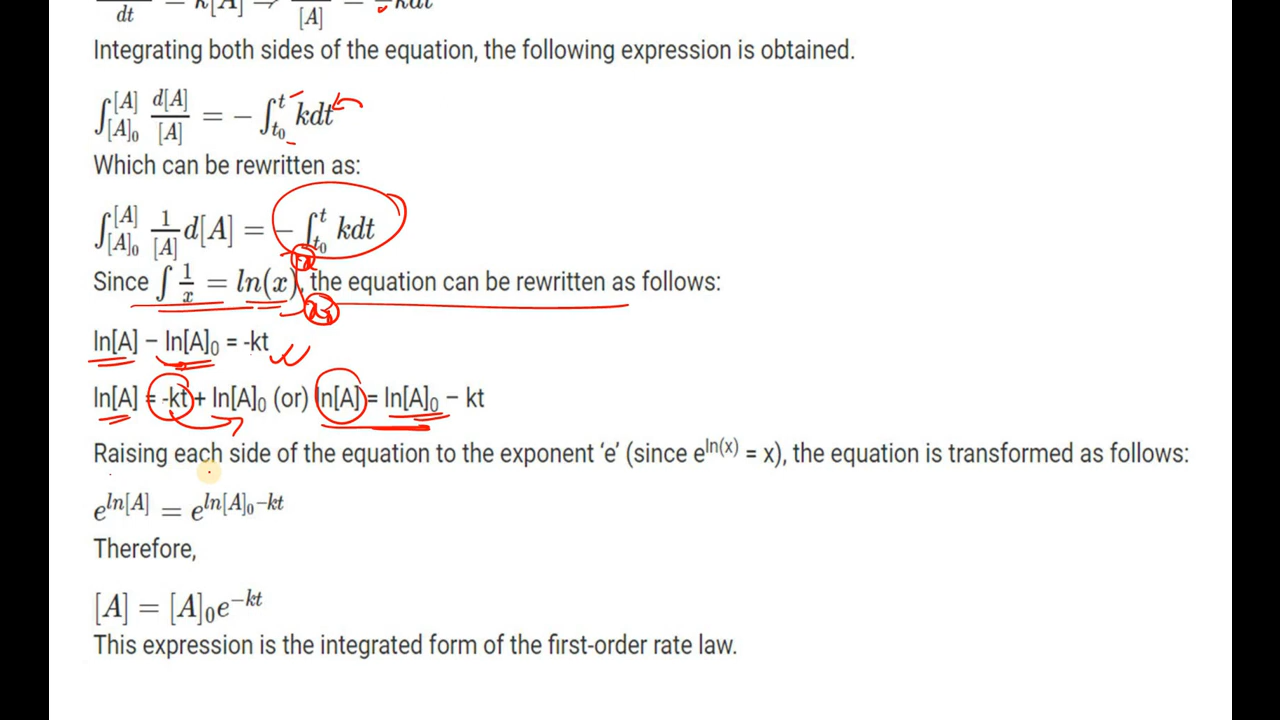 dt = k[A] ⇒ [A] = - kdt
Integrating both sides of the equation, the following expression is obtained.
∫[A]₀^[A] d[A]/[A] = − ∫t₀^t kdt
Which can be rewritten as:
∫[A]₀^[A] 1/[A] d[A] = − ∫t₀^t kdt
Since ∫ 1/x = ln(x), the equation can be rewritten as follows:
ln[A] − ln[A]₀ = -kt
ln[A] = -kt + ln[A]₀ (or) ln[A] = ln[A]₀ − kt
Raising each side of the equation to the exponent ‘e’ (since e^ln(x) = x), the equation is transformed as follows:
e^ln[A] = e^ln[A]₀−kt
Therefore,
[A] = [A]₀e^−kt
This expression is the integrated form of the first-order rate law.